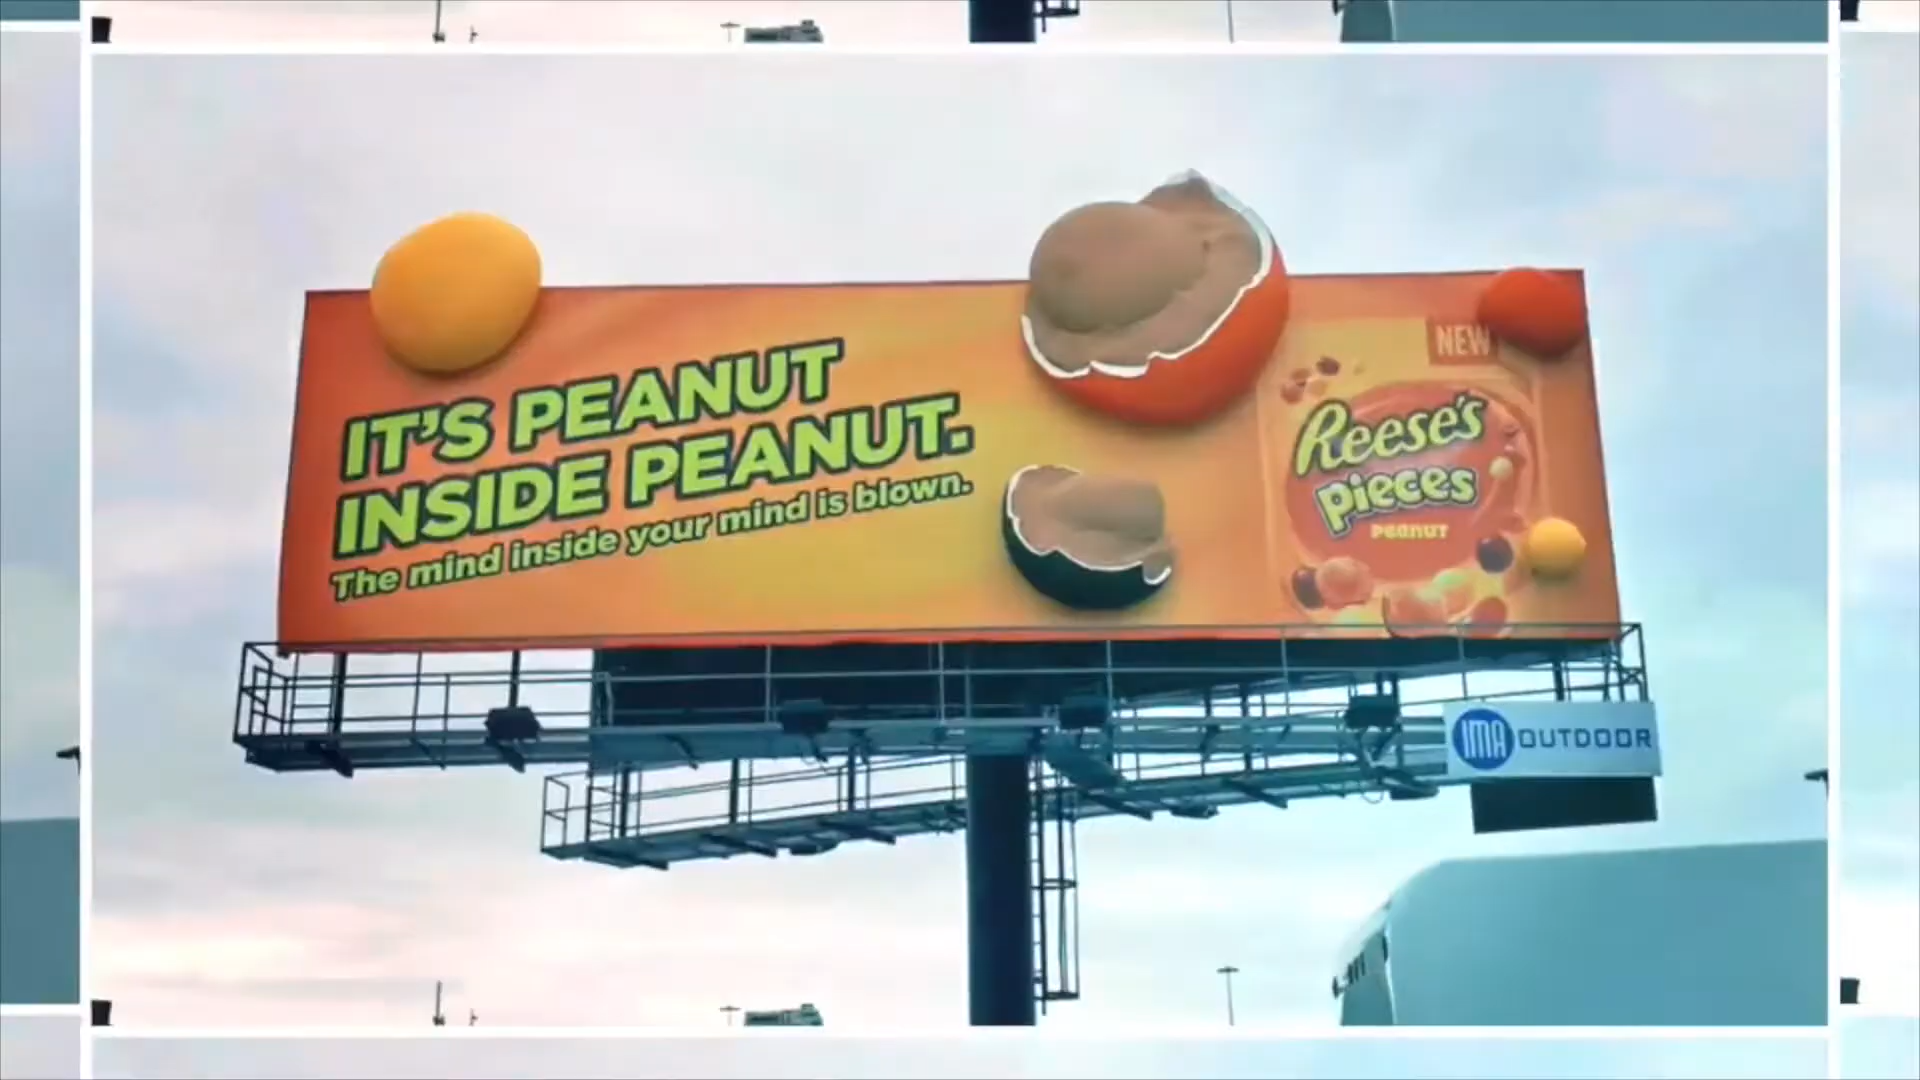 IT'S PEANUT
INSIDE PEANUT.
The mind inside your mind is blown.
NEW
Reese's
pieces
PEANUT
IMA OUTDOOR